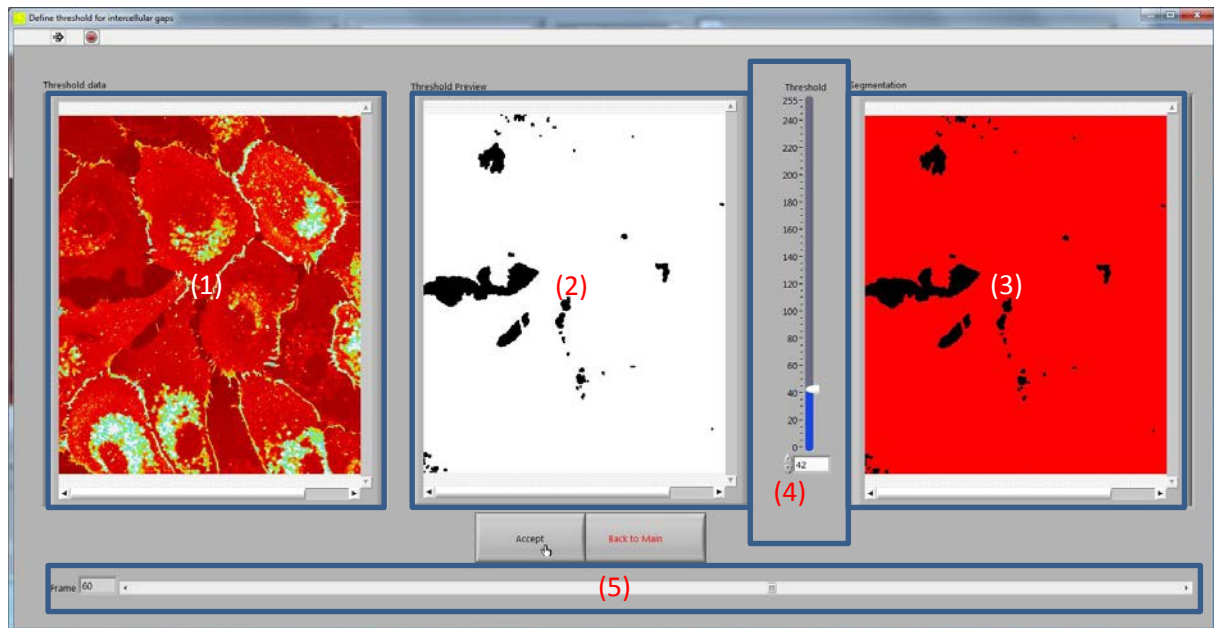 Define threshold for intercellular gaps
Threshold data
Threshold Preview
Threshold
Segmentation
255
240
220
200
180
160
140
120
100
80
60
40
20
0
42
(1)
(2)
(3)
(4)
Accept
Back to Main
Frame 60
(5)